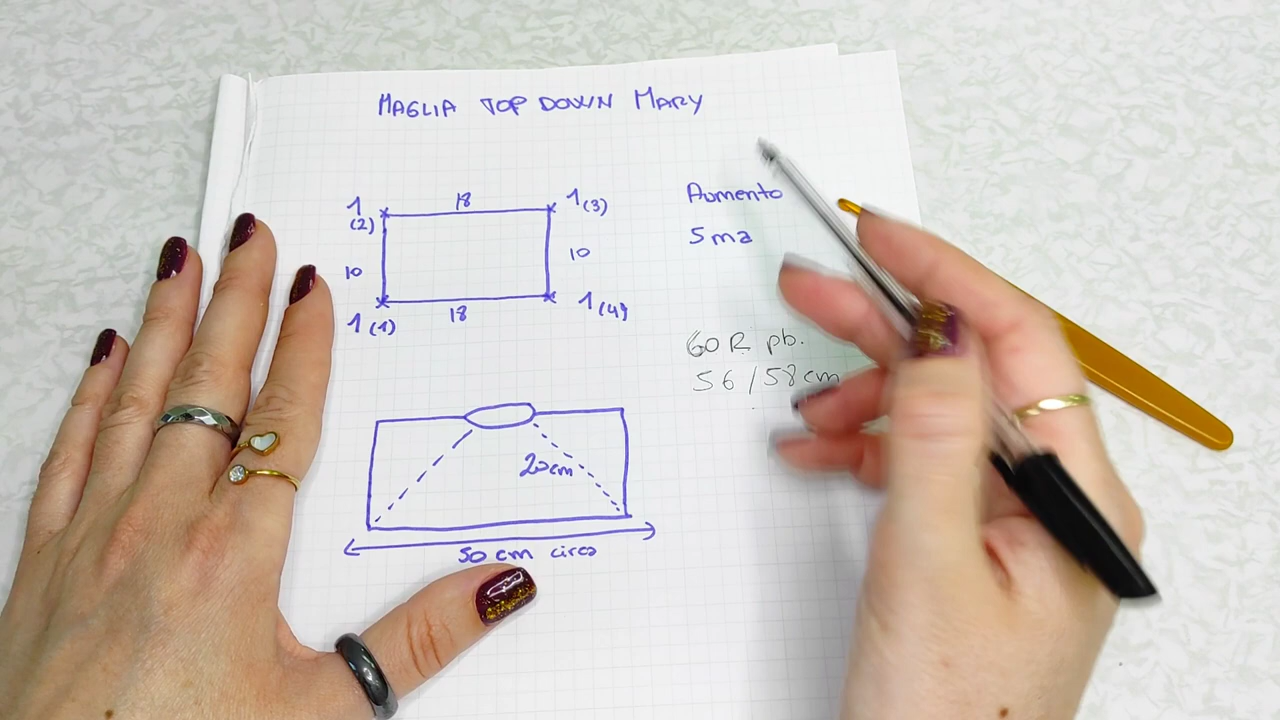 MAGLIA TOP DOWN MARY
1 18 1 (3)
(2)
10 10
1 (1) 18 1 (4)
Aumento
5 ma
60 R pb.
56/58 cm
20 cm
50 cm circa